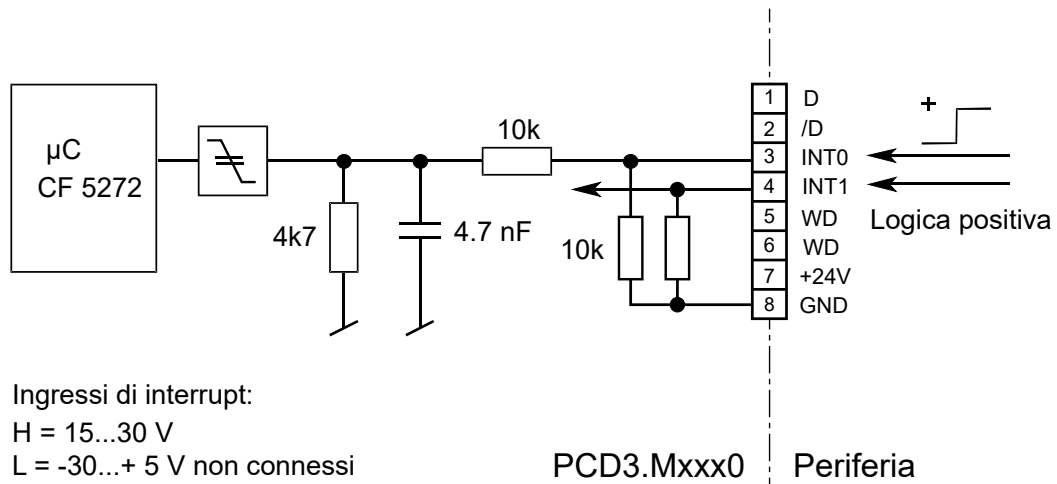 µC
CF 5272
10k
4k7
4.7 nF
10k
1 D
2 /D
3 INT0
4 INT1
5 WD
6 WD
7 +24V
8 GND
+
Logica positiva
Ingressi di interrupt:
H = 15...30 V
L = -30...+ 5 V non connessi
PCD3.Mxxx0
Periferia